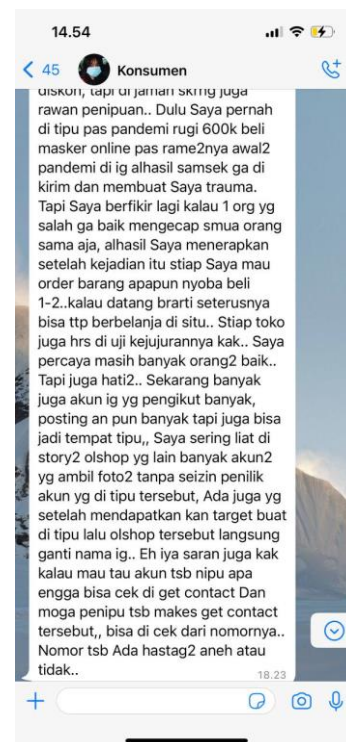 14.54
45
Konsumen
diskon, tapi di jaman skrng juga
rawan penipuan.. Dulu Saya pernah
di tipu pas pandemi rugi 600k beli
masker online pas rame2nya awal2
pandemi di ig alhasil samsek ga di
kirim dan membuat Saya trauma.
Tapi Saya berfikir lagi kalau 1 org yg
salah ga baik mengecap smua orang
sama aja, alhasil Saya menerapkan
setelah kejadian itu stiap Saya mau
order barang apapun nyoba beli
1-2..kalau datang brarti seterusnya
bisa ttp berbelanja di situ.. Stiap toko
juga hrs di uji kejujurannya kak.. Saya
percaya masih banyak orang2 baik..
Tapi juga hati2.. Sekarang banyak
juga akun ig yg pengikut banyak,
posting an pun banyak tapi juga bisa
jadi tempat tipu,, Saya sering liat di
story2 olshop yg lain banyak akun2
yg ambil foto2 tanpa seizin penilik
akun yg di tipu tersebut, Ada juga yg
setelah mendapatkan kan target buat
di tipu lalu olshop tersebut langsung
ganti nama ig.. Eh iya saran juga kak
kalau mau tau akun tsb nipu apa
engga bisa cek di get contact Dan
moga penipu tsb makes get contact
tersebut,, bisa di cek dari nomornya..
Nomor tsb Ada hastag2 aneh atau
tidak..
18.23